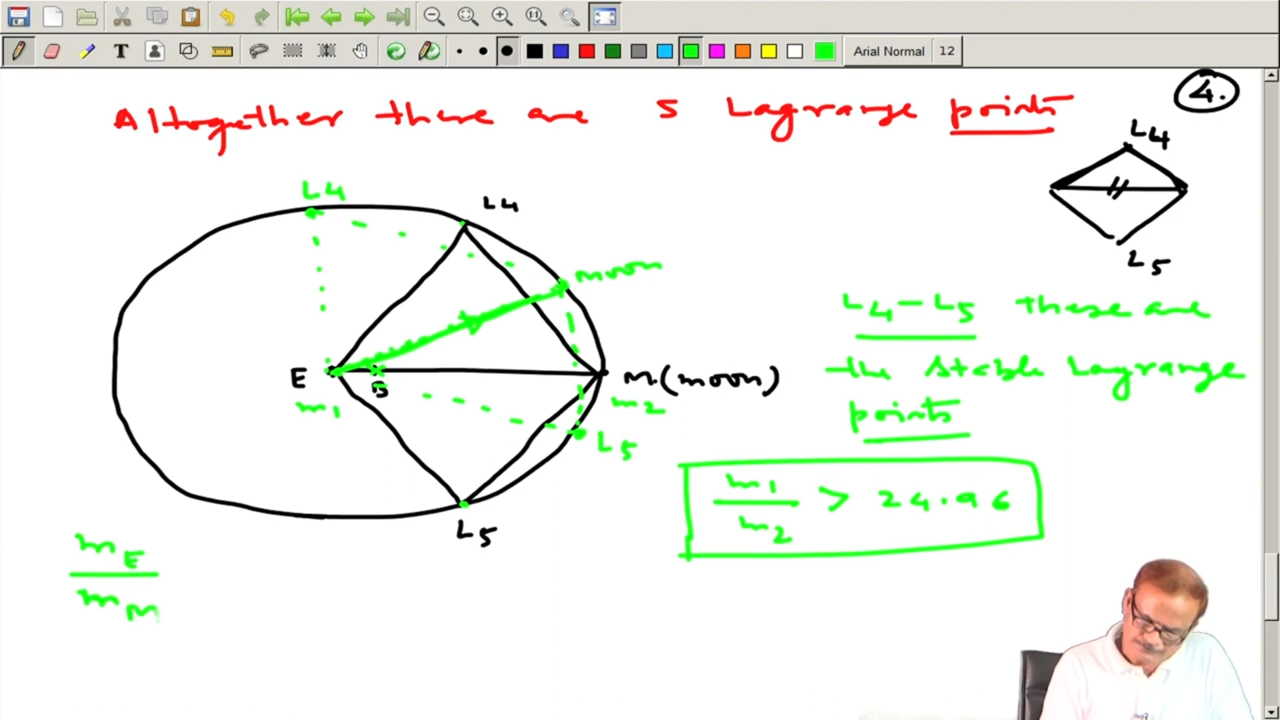 Arial Normal 12
4.
Altogether there are 5 Lagrange points
L4
L5
L4
L4
moon
E
B
M (moon)
m1
m2
L5
L5
L4-L5 These are
the stable Lagrange
points
m1/m2 > 24.96
mE/mM